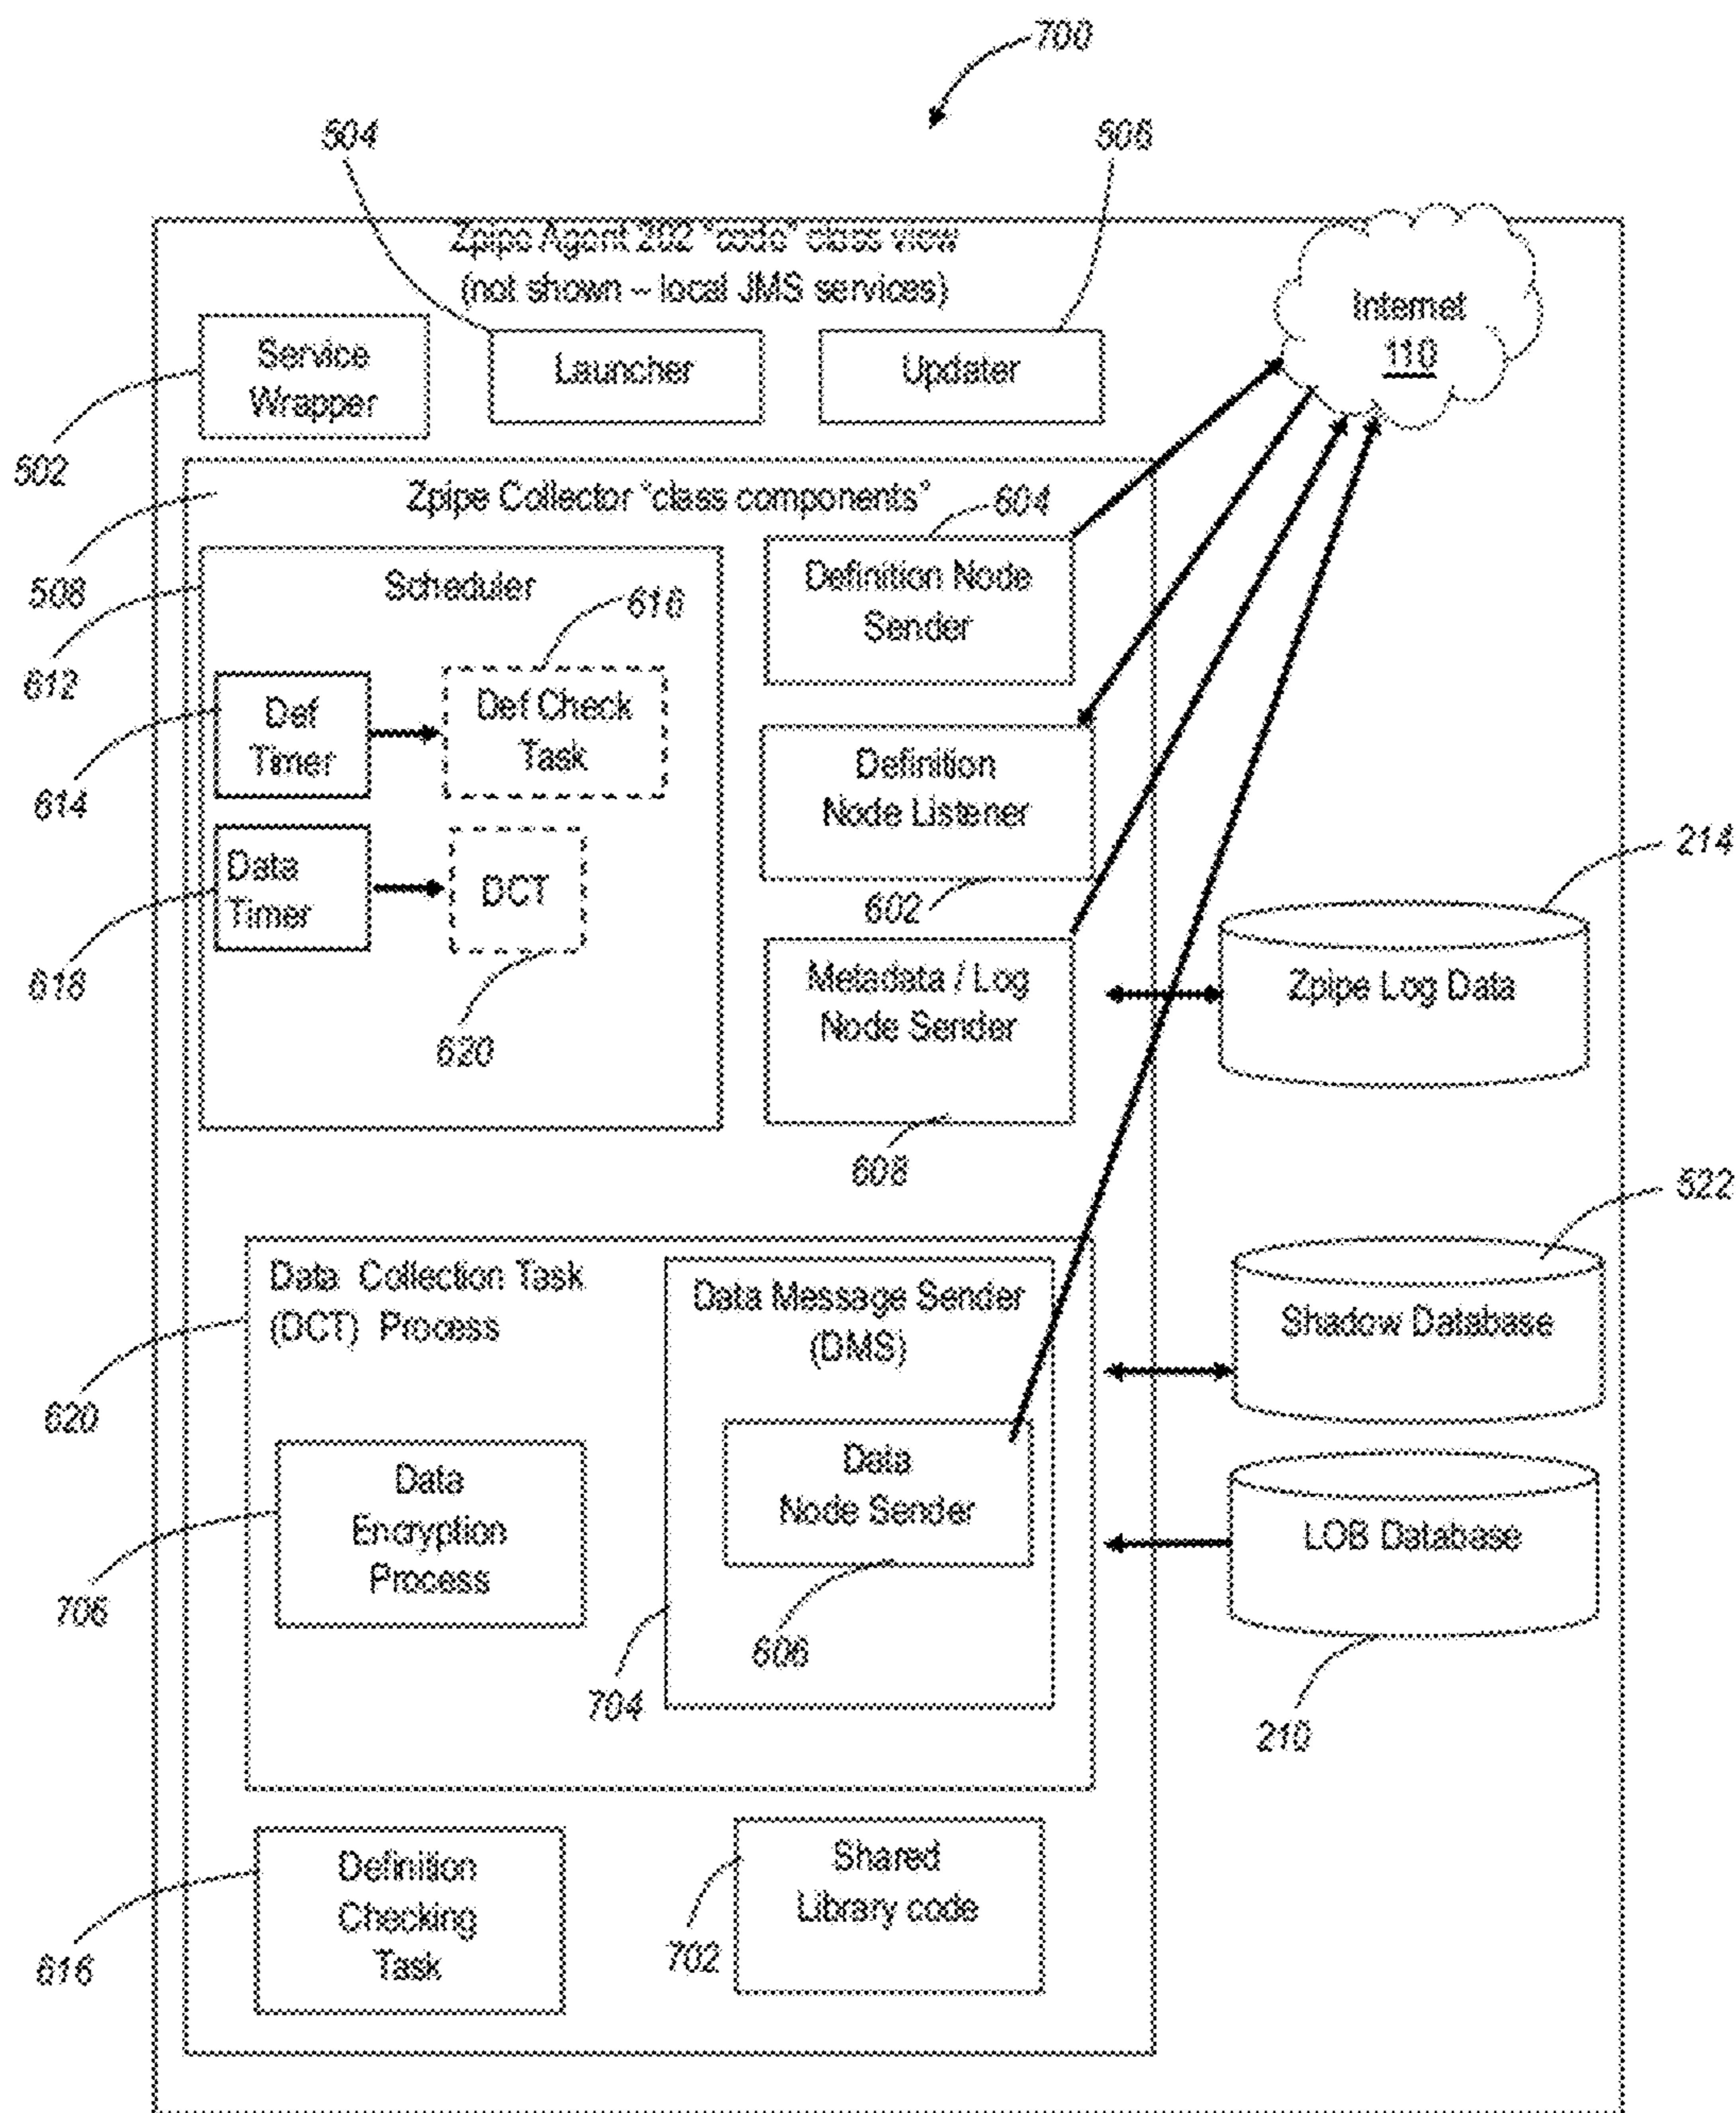 700
504
506
Zpipe Agent 202 "code" class view
(not shown – local JMS services)
Internet
110
Service
Wrapper
Launcher
Updater
502
Zpipe Collector "class components"
604
508
Scheduler
616
Definition Node
Sender
612
Def
Timer
Def Check
Task
614
Definition
Node Listener
Data
Timer
DCT
602
214
618
620
Metadata / Log
Node Sender
Zpipe Log Data
608
522
Data Collection Task
(DCT) Process
Data Message Sender
(DMS)
Shadow Database
620
Data
Encryption
Process
Data
Node Sender
LOB Database
706
606
704
210
Definition
Checking
Task
Shared
Library code
616
702